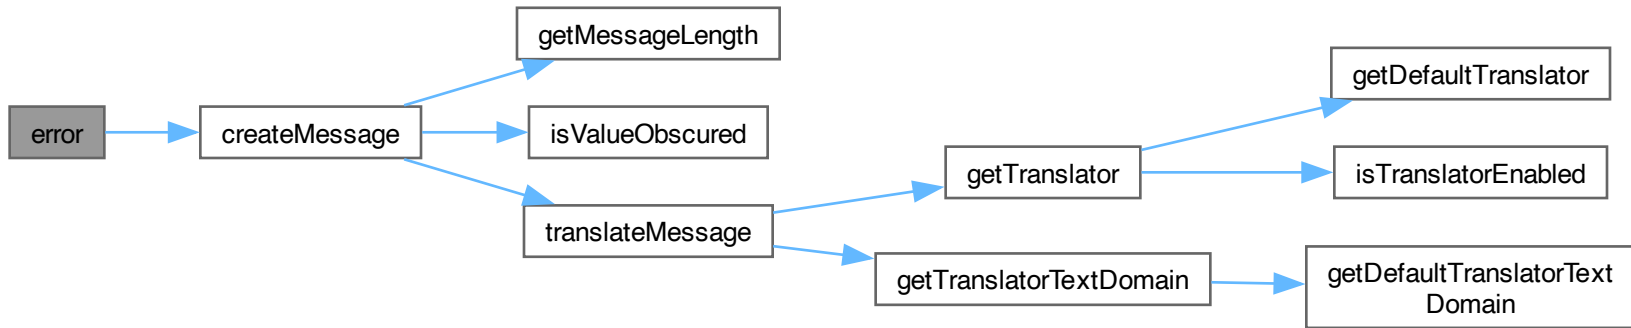 error
createMessage
getMessageLength
isValueObscured
translateMessage
getTranslator
getTranslatorTextDomain
getDefaultTranslator
isTranslatorEnabled
getDefaultTranslatorText
Domain